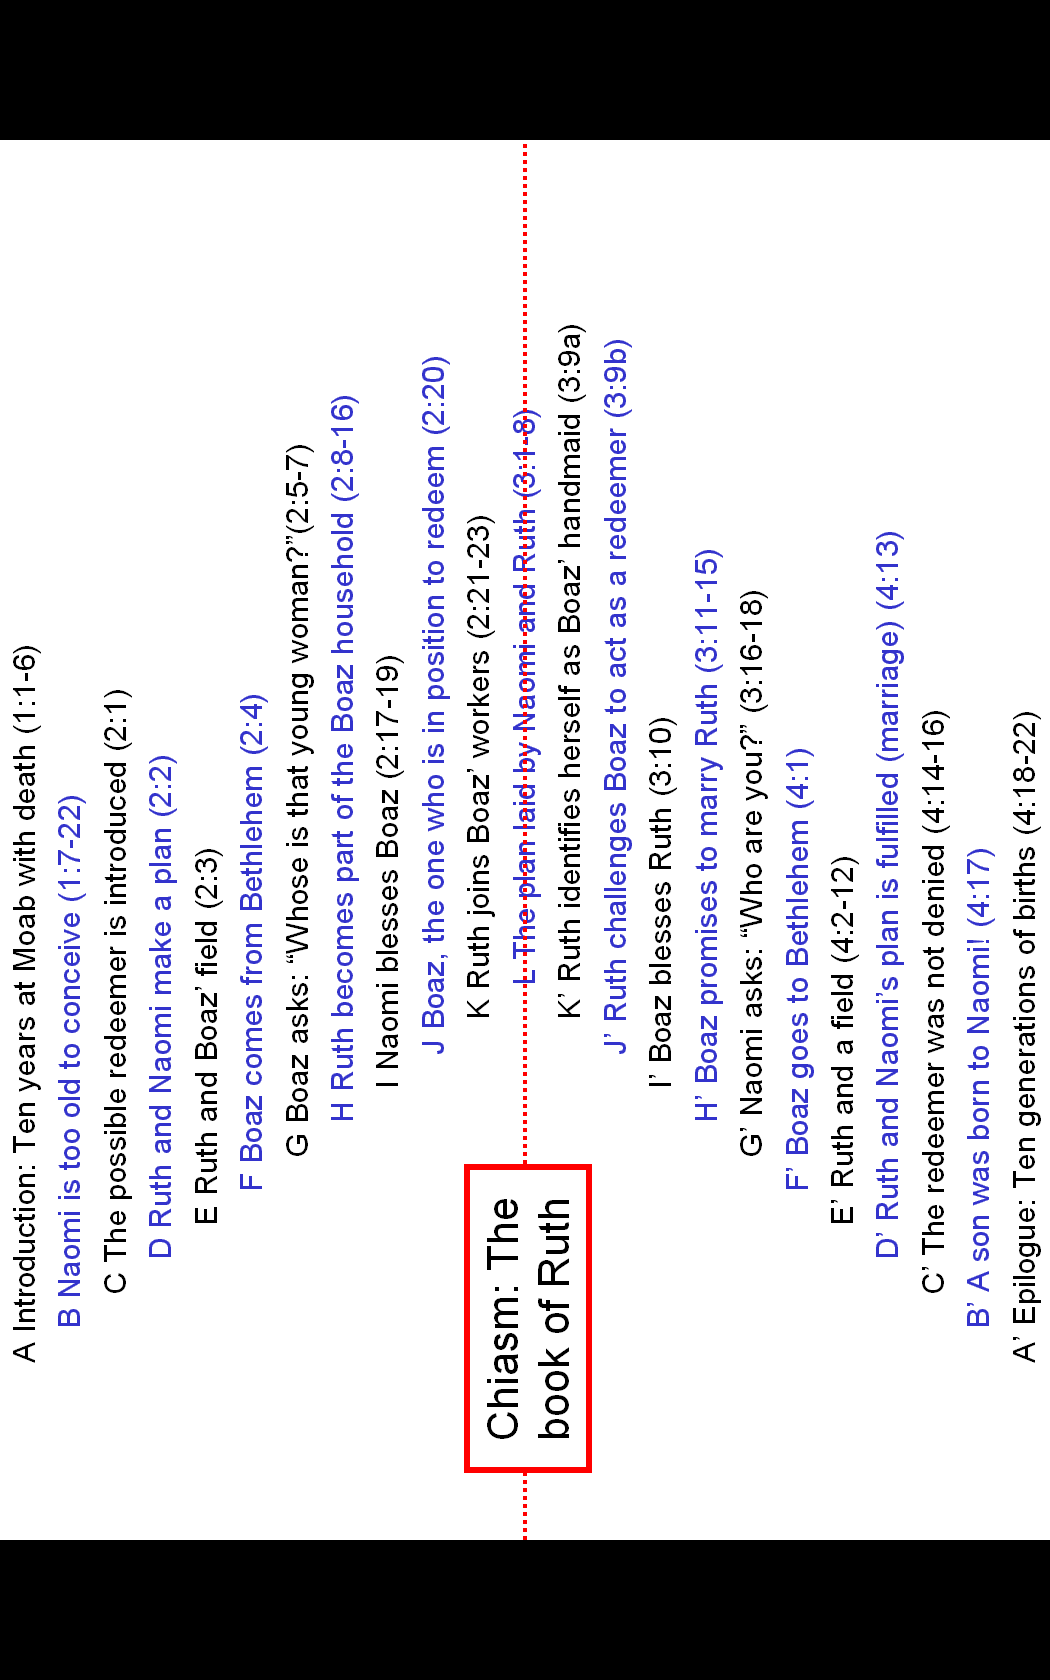 A Introduction: Ten years at Moab with death (1:1-6)
B Naomi is too old to conceive (1:7-22)
C The possible redeemer is introduced (2:1)
D Ruth and Naomi make a plan (2:2)
E Ruth and Boaz’ field (2:3)
F Boaz comes from Bethlehem (2:4)
G Boaz asks: “Whose is that young woman?”(2:5-7)
H Ruth becomes part of the Boaz household (2:8-16)
I Naomi blesses Boaz (2:17-19)
J Boaz, the one who is in position to redeem (2:20)
K Ruth joins Boaz’ workers (2:21-23)
L The plan laid by Naomi and Ruth (3:1-8)
K’ Ruth identifies herself as Boaz’ handmaid (3:9a)
J’ Ruth challenges Boaz to act as a redeemer (3:9b)
I’ Boaz blesses Ruth (3:10)
H’ Boaz promises to marry Ruth (3:11-15)
G’ Naomi asks: “Who are you?” (3:16-18)
F’ Boaz goes to Bethlehem (4:1)
E’ Ruth and a field (4:2-12)
D’ Ruth and Naomi’s plan is fulfilled (marriage) (4:13)
C’ The redeemer was not denied (4:14-16)
B’ A son was born to Naomi! (4:17)
A’ Epilogue: Ten generations of births (4:18-22)
Chiasm: The
book of Ruth